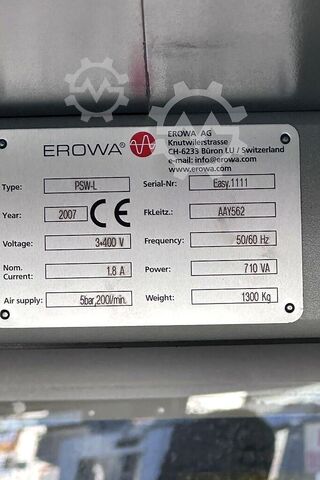 EROWA®
EROWA AG
Knutwilerstrasse
CH-6233 Büron LU / Switzerland
e-mail: info@erowa.com
www.erowa.com
Type: PSW-L Serial-Nr: Easy.1111
Year: 2007 CE FkLeitz.: AAY562
Voltage: 3×400 V Frequency: 50/60 Hz
Nom. Current: 1.8 A Power: 710 VA
Air supply: 5bar,200l/min. Weight: 1300 Kg